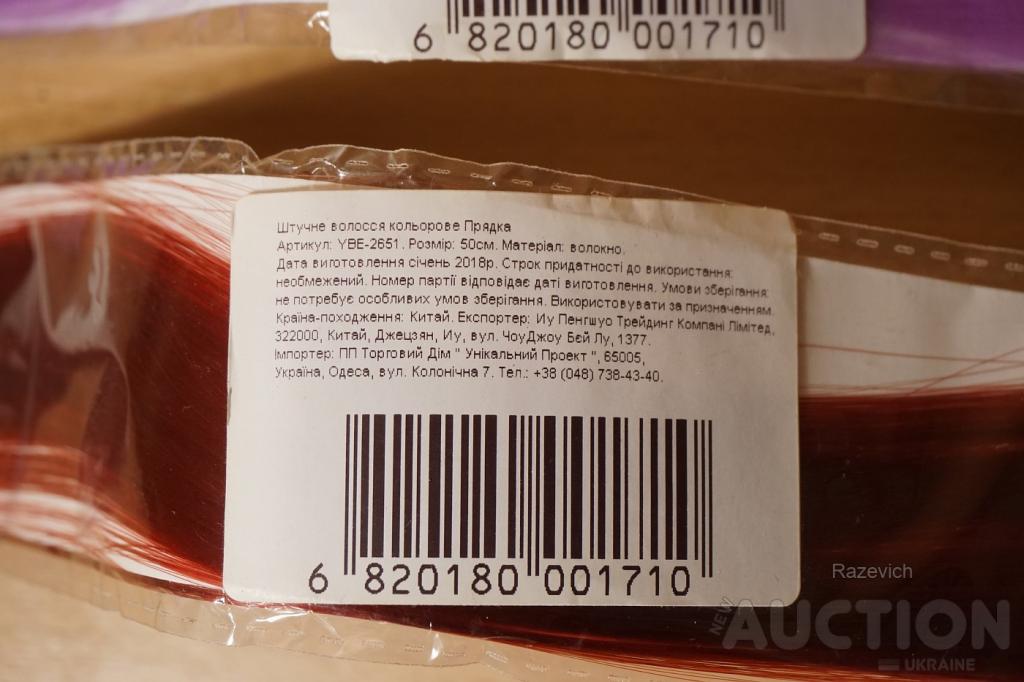 6 820180 001710
Штучне волосся кольорове Прядка
Артикул: YBE-2651. Розмір: 50см. Матеріал: волокно.
Дата виготовлення січень 2018р. Строк придатності до використання:
необмежений. Номер партії відповідає даті виготовлення. Умови зберігання:
не потребує особливих умов зберігання. Використовувати за призначенням.
Країна-походження: Китай. Експортер: Иу Пенгшуо Трейдинг Компані Лімітед,
322000, Китай, Джецзян, Иу, вул. ЧоуДжоу Бєй Лу, 1377.
Імпортер: ПП Торговий Дім " Унікальний Проект ", 65005,
Україна, Одеса, вул. Колонічна 7. Тел.: +38 (048) 738-43-40.
6 820180 001710
Razevich
NEW AUCTION
UKRAINE